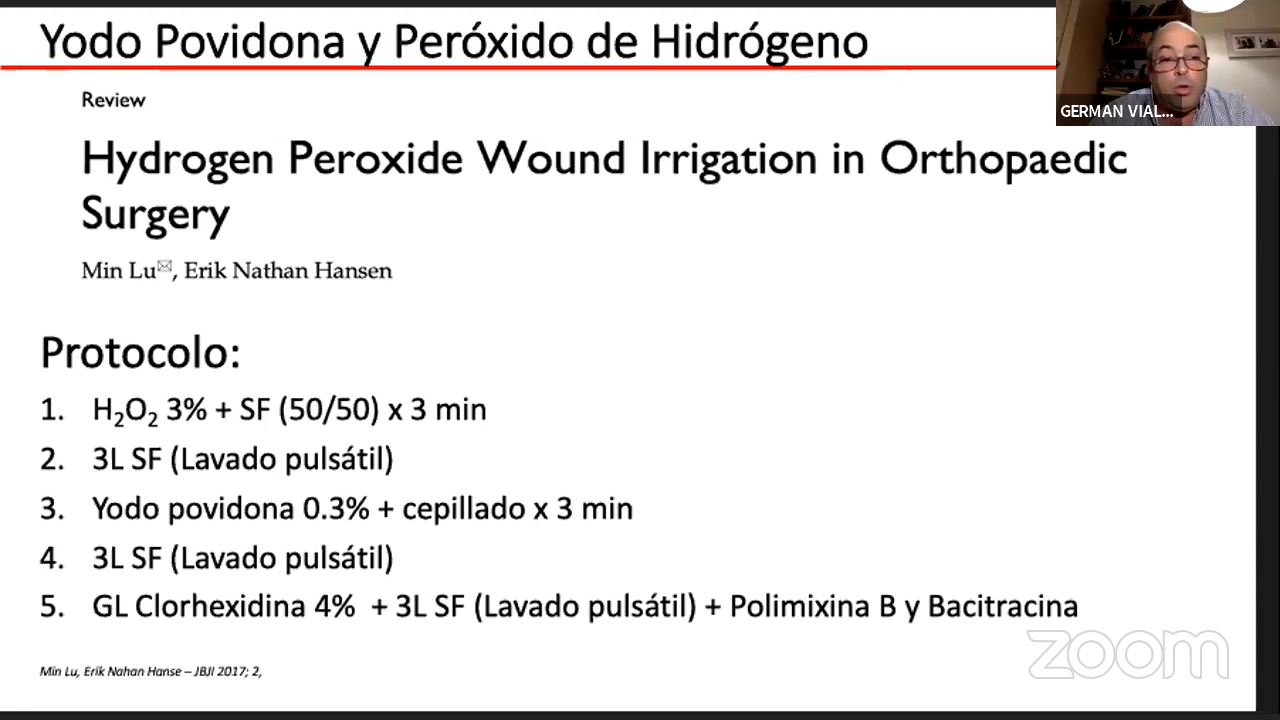 Yodo Povidona y Peróxido de Hidrógeno
GERMAN VIAL...
Review
Hydrogen Peroxide Wound Irrigation in Orthopaedic
Surgery
Min Lu✉, Erik Nathan Hansen
Protocolo:
1. H₂O₂ 3% + SF (50/50) x 3 min
2. 3L SF (Lavado pulsátil)
3. Yodo povidona 0.3% + cepillado x 3 min
4. 3L SF (Lavado pulsátil)
5. GL Clorhexidina 4% + 3L SF (Lavado pulsátil) + Polimixina B y Bacitracina
Min Lu, Erik Nahan Hanse – JBJI 2017; 2,
zoom